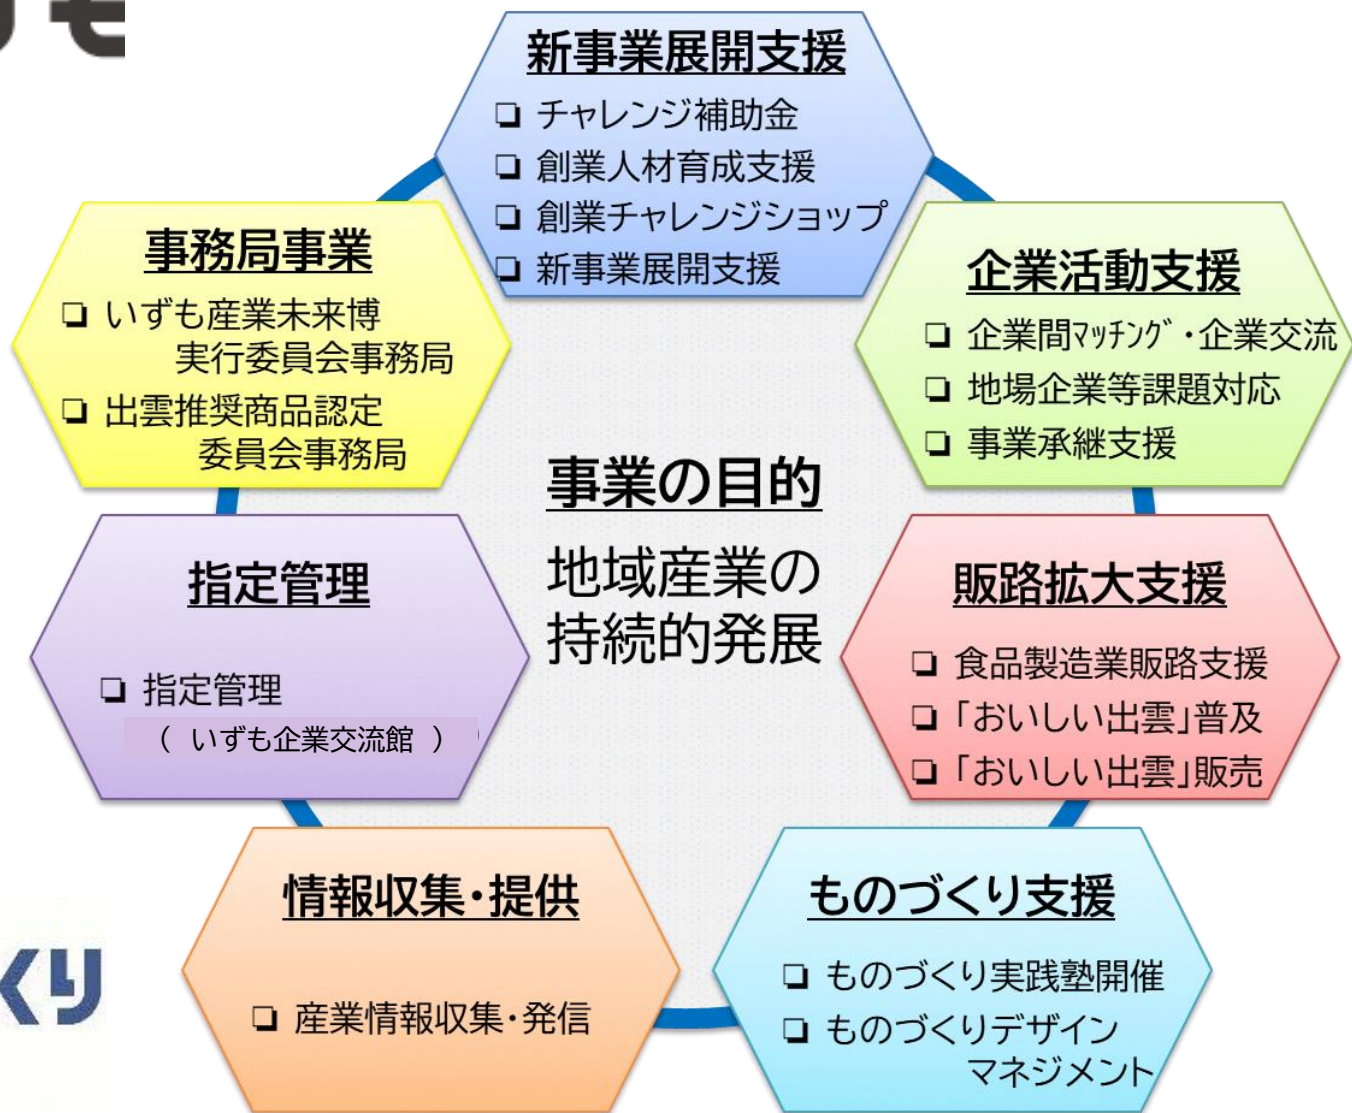 新事業展開支援
❏ チャレンジ補助金
❏ 創業人材育成支援
❏ 創業チャレンジショップ
❏ 新事業展開支援
企業活動支援
❏ 企業間ﾏｯﾁﾝｸﾞ・企業交流
❏ 地場企業等課題対応
❏ 事業承継支援
販路拡大支援
❏ 食品製造業販路支援
❏ 「おいしい出雲」普及
❏ 「おいしい出雲」販売
ものづくり支援
❏ ものづくり実践塾開催
❏ ものづくりデザイン
マネジメント
情報収集・提供
❏ 産業情報収集・発信
指定管理
❏ 指定管理
（ いずも企業交流館 ）
事務局事業
❏ いずも産業未来博
実行委員会事務局
❏ 出雲推奨商品認定
委員会事務局
事業の目的
地域産業の
持続的発展
くり